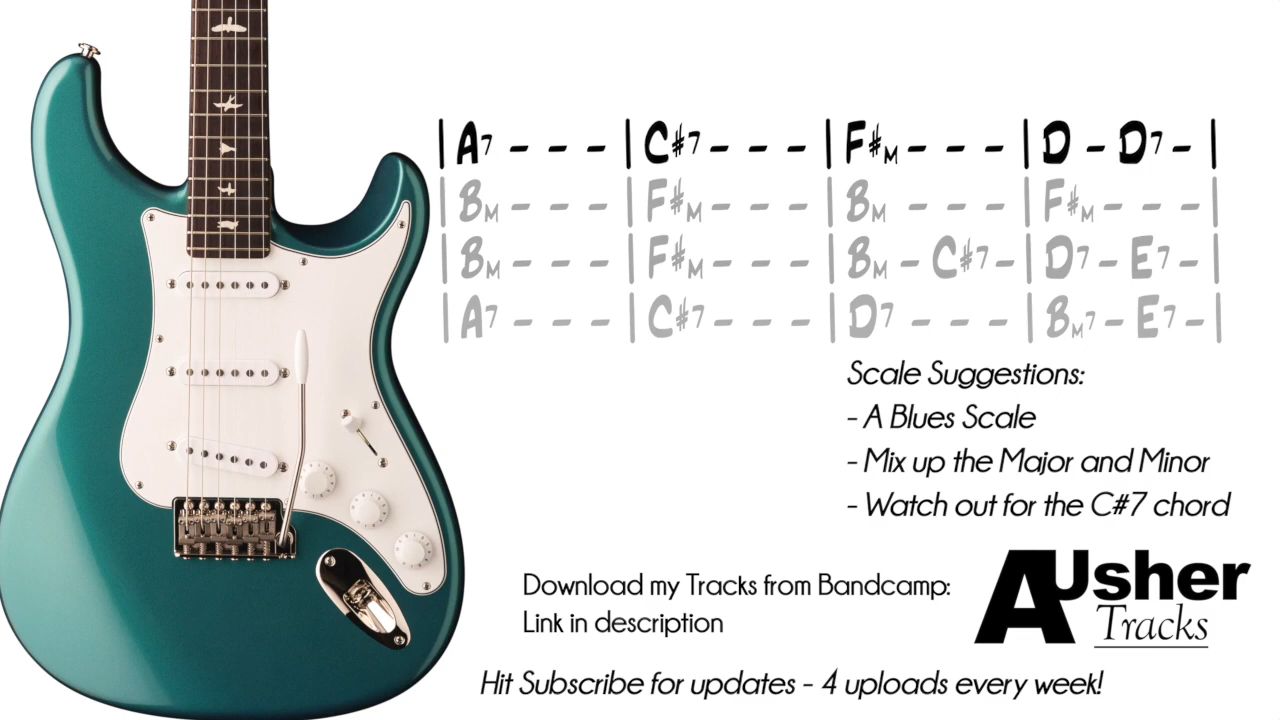 | A7 - - - | C#7 - - - | F#M - - - | D - D7 - |
| BM - - - | F#M - - - | BM - - - | F#M - - - |
| BM - - - | F#M - - - | BM - C#7 - | D7 - E7 - |
| A7 - - - | C#7 - - - | D7 - - - | BM7 - E7 - |
Scale Suggestions:
- A Blues Scale
- Mix up the Major and Minor
- Watch out for the C#7 chord
Download my Tracks from Bandcamp:
Link in description
AUsher
Tracks
Hit Subscribe for updates - 4 uploads every week!